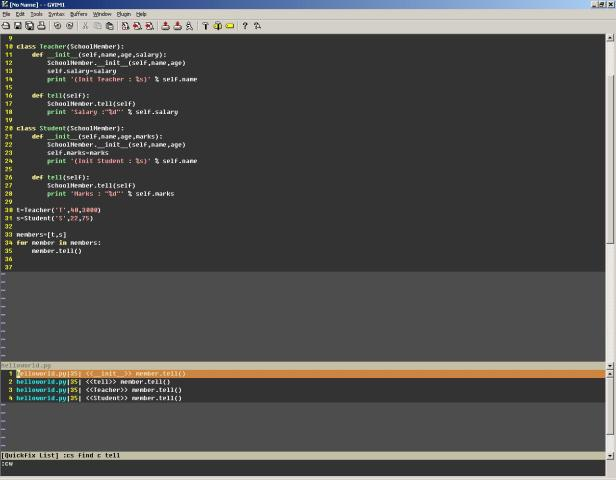 [No Name] - GVIM1
File Edit Tools Syntax Buffers Window Plugin Help
9
10 class Teacher(SchoolMember):
11 def __init__(self,name,age,salary):
12 SchoolMember.__init__(self,name,age)
13 self.salary=salary
14 print '(Init Teacher : %s)' % self.name
15
16 def tell(self):
17 SchoolMember.tell(self)
18 print 'Salary :"%d"' % self.salary
19
20 class Student(SchoolMember):
21 def __init__(self,name,age,marks):
22 SchoolMember.__init__(self,name,age)
23 self.marks=marks
24 print '(Init Student : %s)' % self.name
25
26 def tell(self):
27 SchoolMember.tell(self)
28 print 'Marks : "%d"' % self.marks
29
30 t=Teacher('T',40,3000)
31 s=Student('S',22,75)
32
33 members=[t,s]
34 for member in members:
35 member.tell()
36
37
helloworld.py
1 helloworld.py|35| <<__init__>> member.tell()
2 helloworld.py|35| <<tell>> member.tell()
3 helloworld.py|35| <<Teacher>> member.tell()
4 helloworld.py|35| <<Student>> member.tell()
[Quickfix List] :cs find c tell
:cw